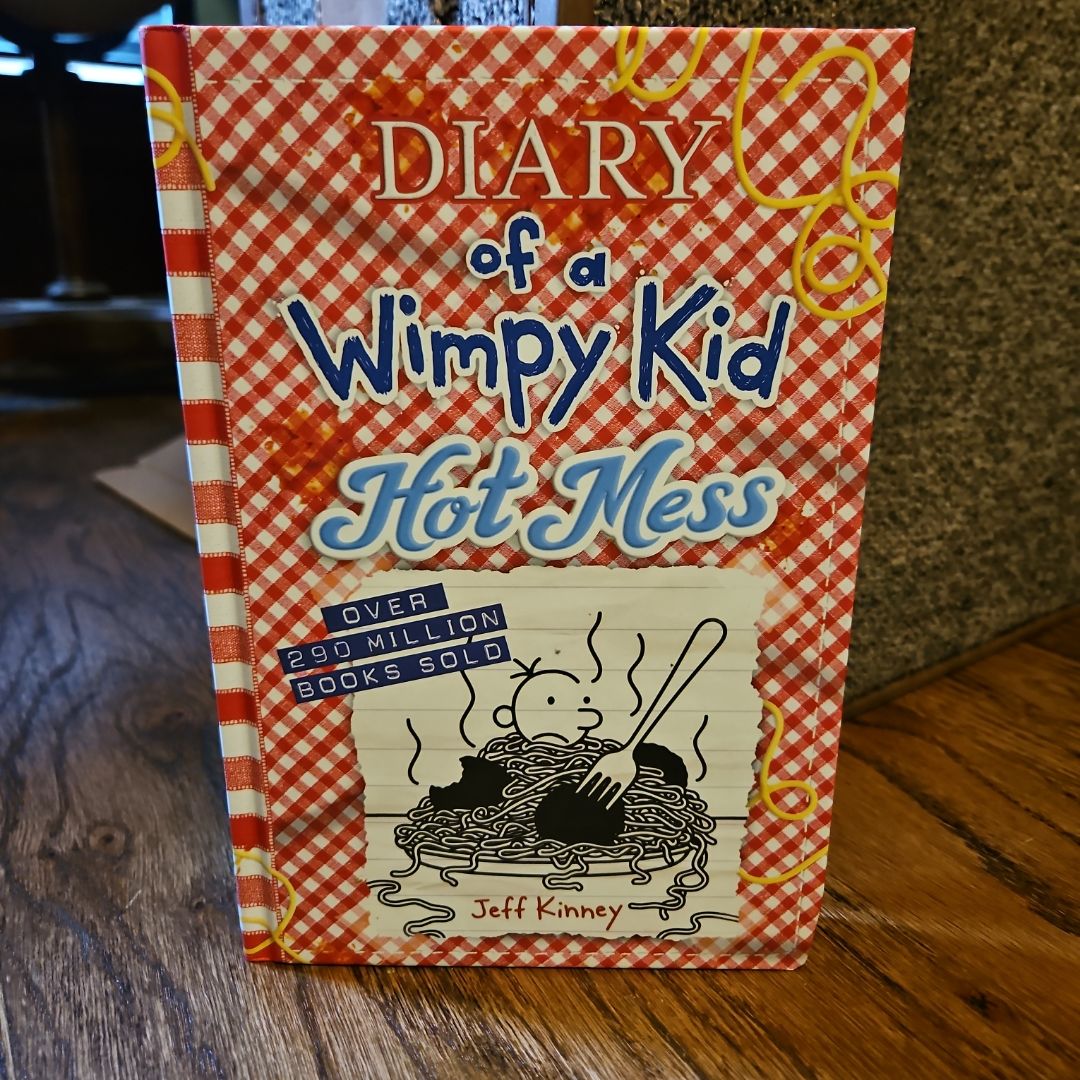 DIARY
of a
Wimpy Kid
Hot Mess
OVER
290 MILLION
BOOKS SOLD
Jeff Kinney